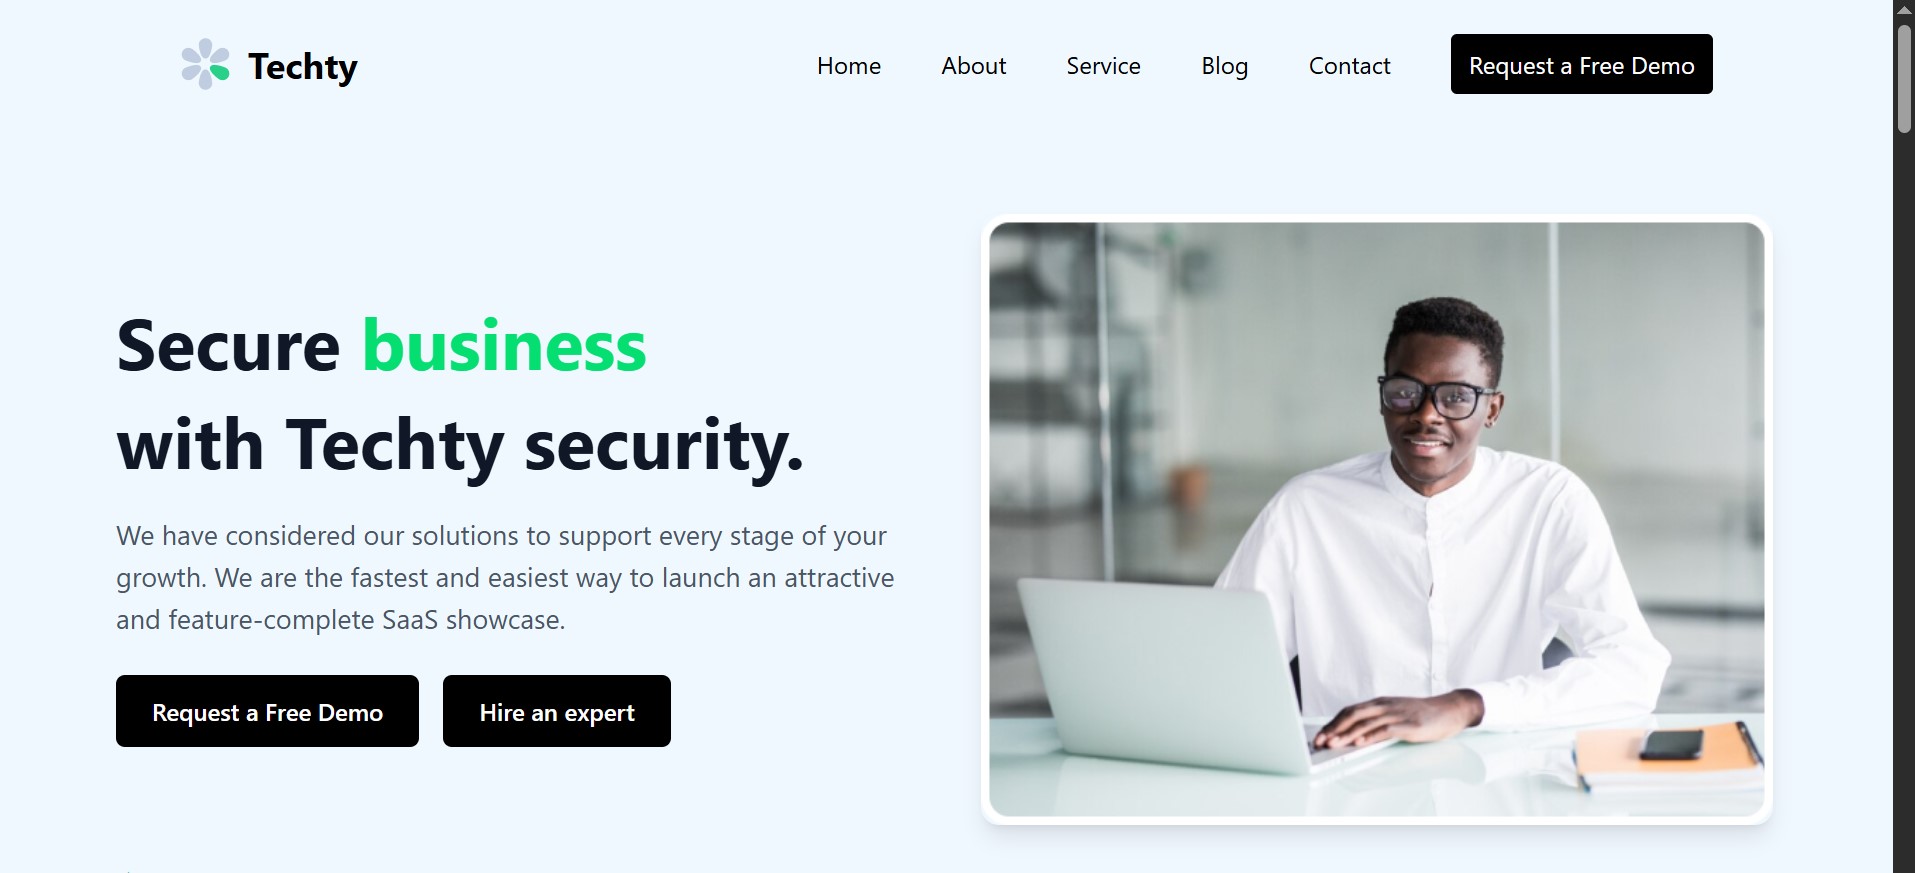 Techty
Home
About
Service
Blog
Contact
Request a Free Demo
Secure business
with Techty security.
We have considered our solutions to support every stage of your
growth. We are the fastest and easiest way to launch an attractive
and feature-complete SaaS showcase.
Request a Free Demo
Hire an expert